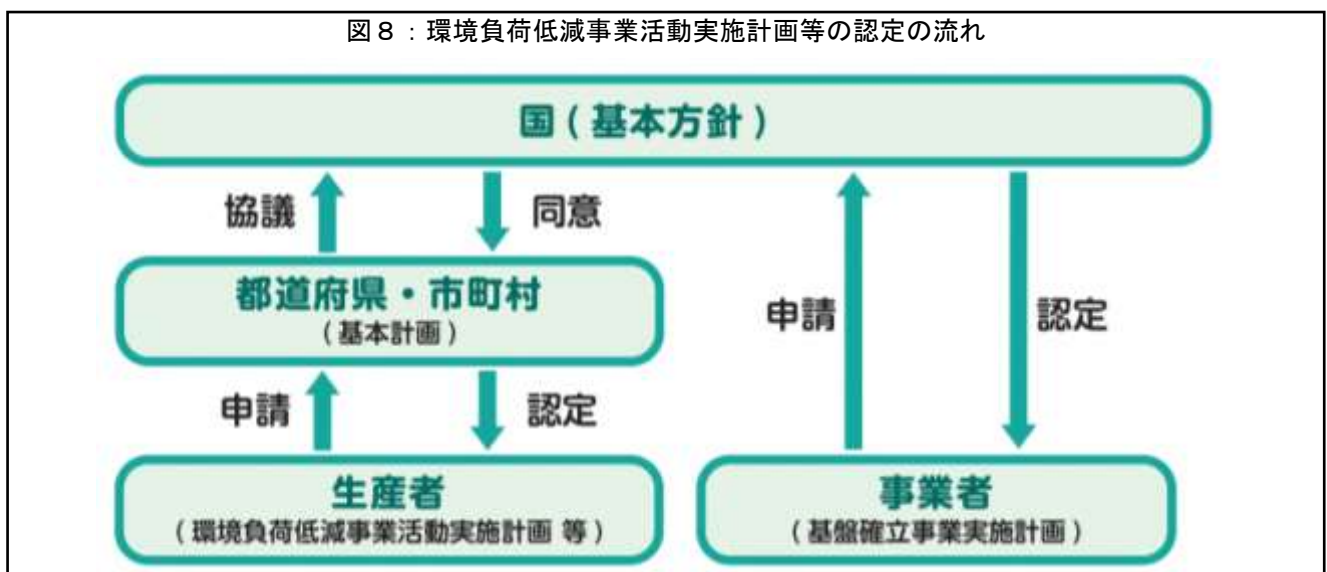 図８：環境負荷低減事業活動実施計画等の認定の流れ
国（基本方針）
協議
同意
都道府県・市町村
（基本計画）
申請
認定
申請
認定
生産者
（環境負荷低減事業活動実施計画 等）
事業者
（基盤確立事業実施計画）